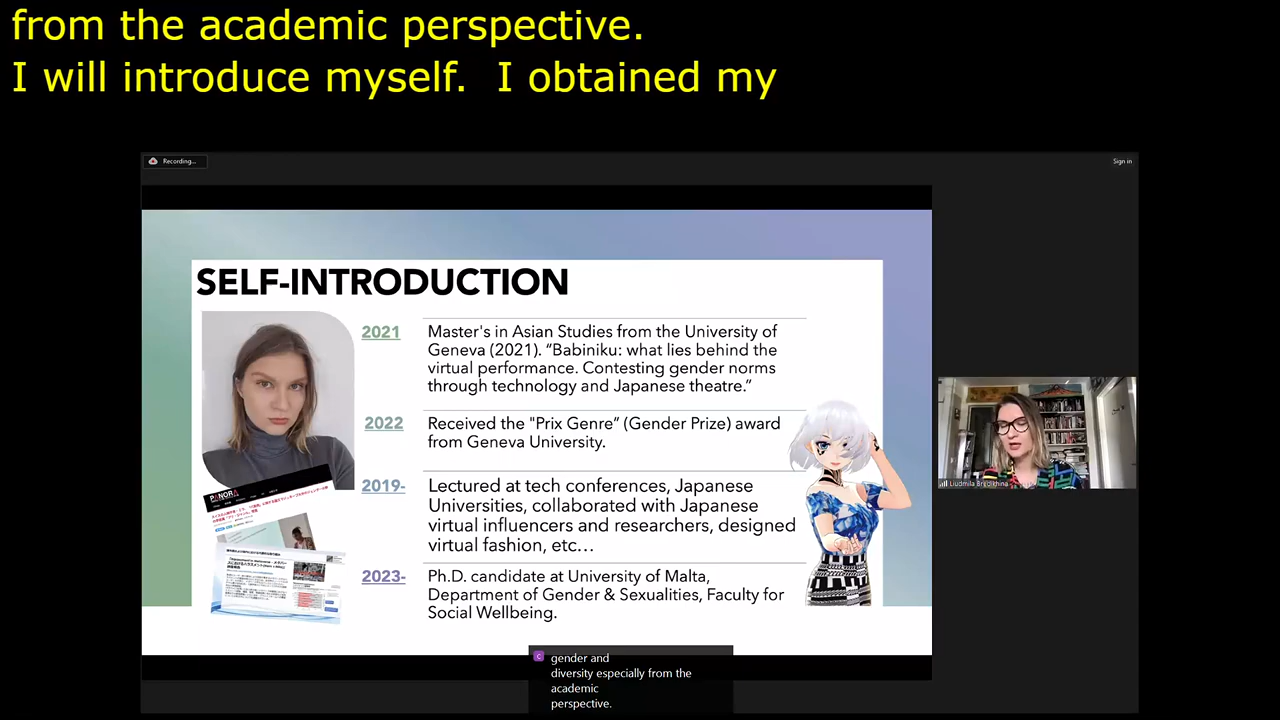 from the academic perspective.
I will introduce myself.  I obtained my
Recording...
Sign in
SELF-INTRODUCTION
2021
Master's in Asian Studies from the University of
Geneva (2021). “Babiniku: what lies behind the
virtual performance. Contesting gender norms
through technology and Japanese theatre.”
2022
Received the "Prix Genre” (Gender Prize) award
from Geneva University.
2019-
Lectured at tech conferences, Japanese
Universities, collaborated with Japanese
virtual influencers and researchers, designed
virtual fashion, etc…
2023-
Ph.D. candidate at University of Malta,
Department of Gender & Sexualities, Faculty for
Social Wellbeing.
PANORA
Liudmila Bredikhina
C
gender and
diversity especially from the
academic
perspective.